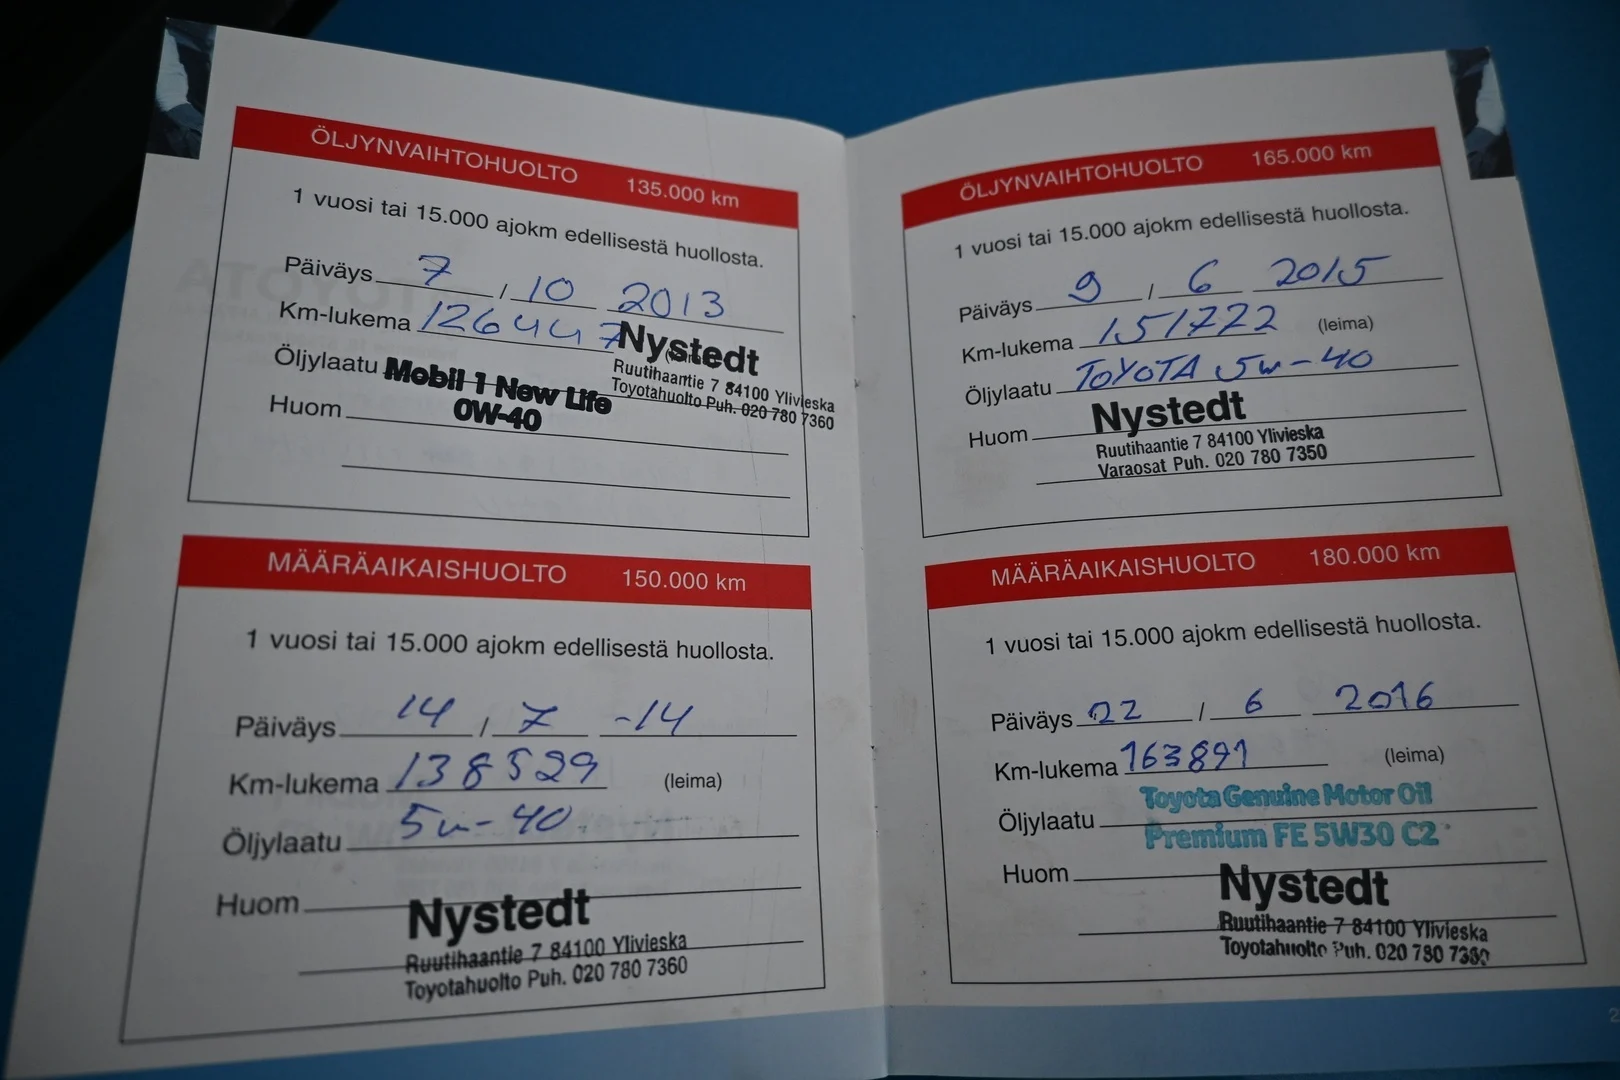 ÖLJYNVAIHTOHUOLTO 135.000 km
1 vuosi tai 15.000 ajokm edellisestä huollosta.
Päiväys 7 / 10 2013
Km-lukema 126447
Öljylaatu Mobil 1 New Life
0W-40
Nystedt
Ruutihaantie 7 84100 Ylivieska
Toyotahuolto Puh. 020 780 7360
Huom
MÄÄRÄAIKAISHUOLTO 150.000 km
1 vuosi tai 15.000 ajokm edellisestä huollosta.
Päiväys 14 / 7 -14
Km-lukema 138529 (leima)
Öljylaatu 5w-40
Huom
Nystedt
Ruutihaantie 7 84100 Ylivieska
Toyotahuolto Puh. 020 780 7360
ÖLJYNVAIHTOHUOLTO 165.000 km
1 vuosi tai 15.000 ajokm edellisestä huollosta.
Päiväys 9 / 6 2015
Km-lukema 151722 (leima)
Öljylaatu TOYOTA 5w-40
Huom
Nystedt
Ruutihaantie 7 84100 Ylivieska
Varaosat Puh. 020 780 7350
MÄÄRÄAIKAISHUOLTO 180.000 km
1 vuosi tai 15.000 ajokm edellisestä huollosta.
Päiväys 22 / 6 2016
Km-lukema 163891 (leima)
Öljylaatu Toyota Genuine Motor Oil
Premium FE 5W30 C2
Huom
Nystedt
Ruutihaantie 7 84100 Ylivieska
Toyotahuolto Puh. 020 780